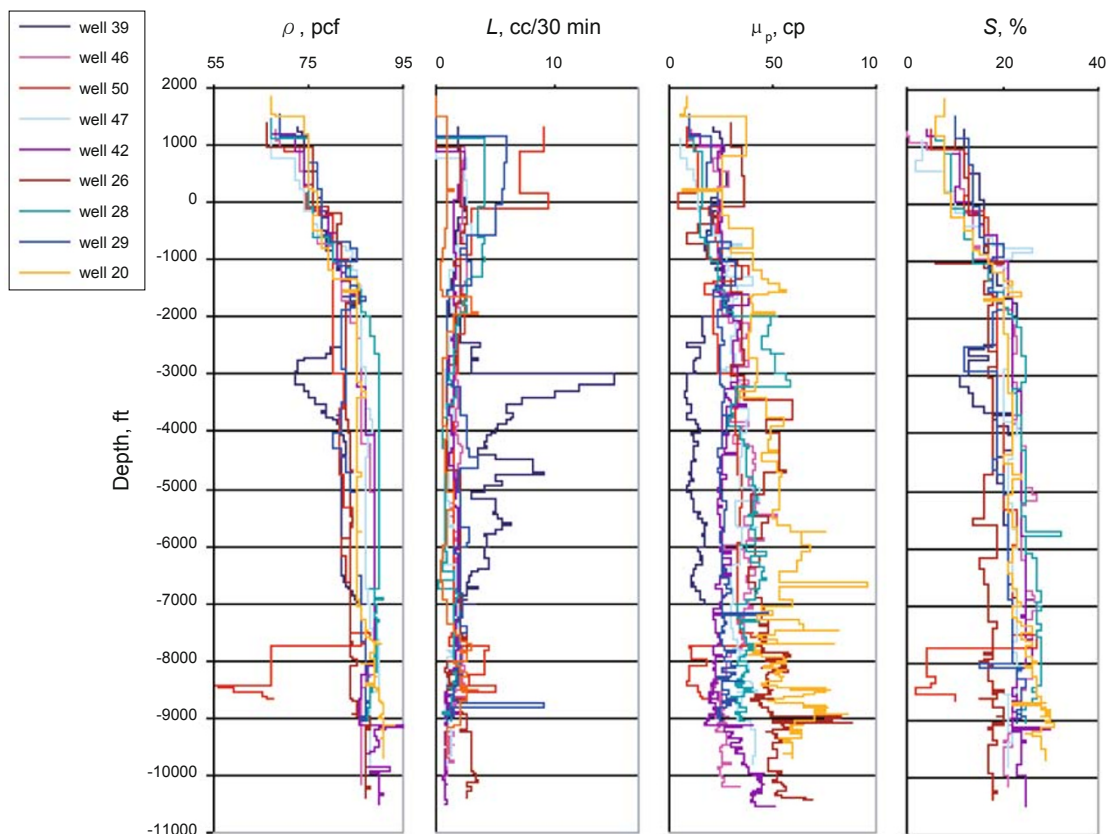 well 39
well 46
well 50
well 47
well 42
well 26
well 28
well 29
well 20
ρ , pcf
L, cc/30 min
μp, cp
S, %
55 75 95
0 10
0 50 10
0 20 40
2000
1000
0
-1000
-2000
-3000
-4000
-5000
-6000
-7000
-8000
-9000
-10000
-11000
Depth, ft